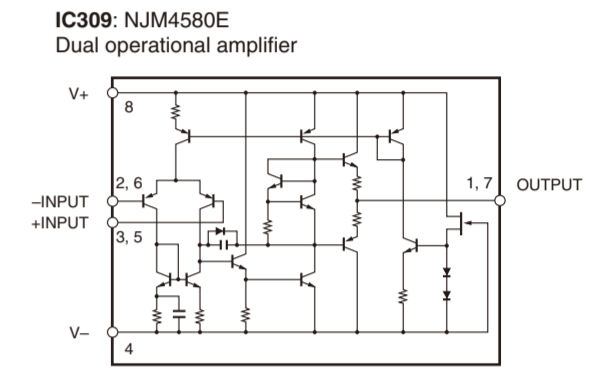 IC309: NJM4580E
Dual operational amplifier
V+
8
2, 6
–INPUT
+INPUT
3, 5
1, 7
OUTPUT
V–
4